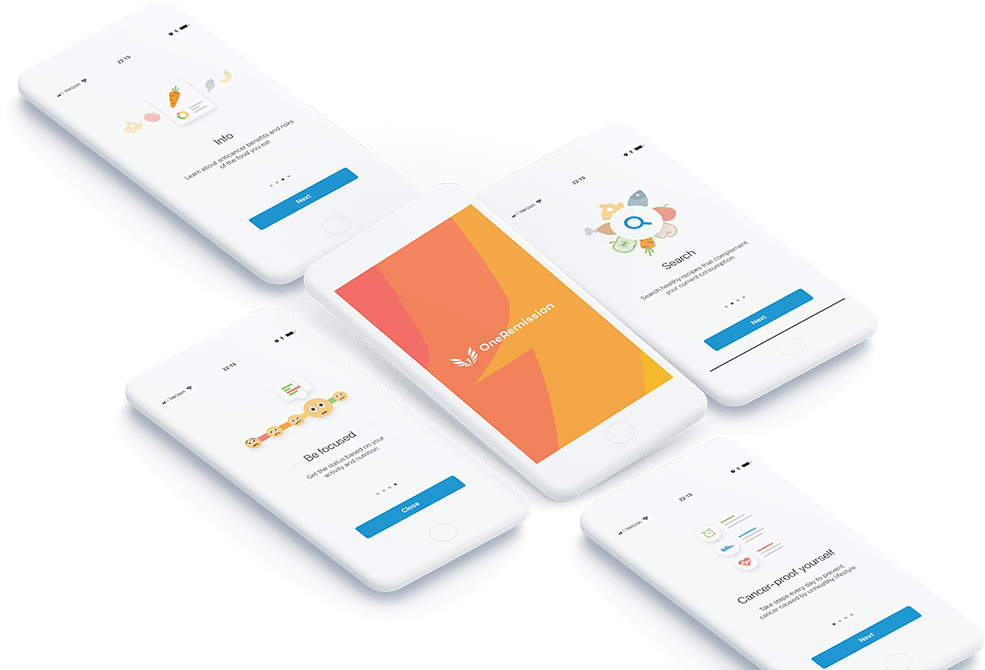 Verizon
22:13
Info
Learn about anticancer benefits and risks
of the food you eat
Next
Verizon
22:13
Search
Search healthy recipes that complement
your current consumption
Next
OneRemission
Verizon
22:13
Be focused
Get the status based on your
activity and nutrition
Close
Verizon
22:13
Cancer-proof yourself
Take steps every day to prevent
cancer caused by unhealthy lifestyle
Next